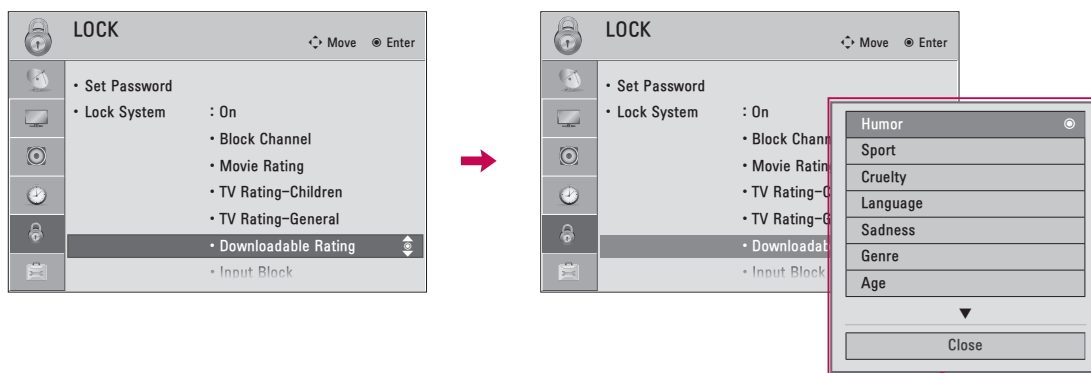 LOCK
Move Enter
• Set Password
• Lock System : On
• Block Channel
• Movie Rating
• TV Rating-Children
• TV Rating-General
• Downloadable Rating
• Input Block
LOCK
Move Enter
• Set Password
• Lock System : On
• Block Chann
• Movie Ratin
• TV Rating-C
• TV Rating-G
• Downloadab
• Input Block
Humor
Sport
Cruelty
Language
Sadness
Genre
Age
▼
Close